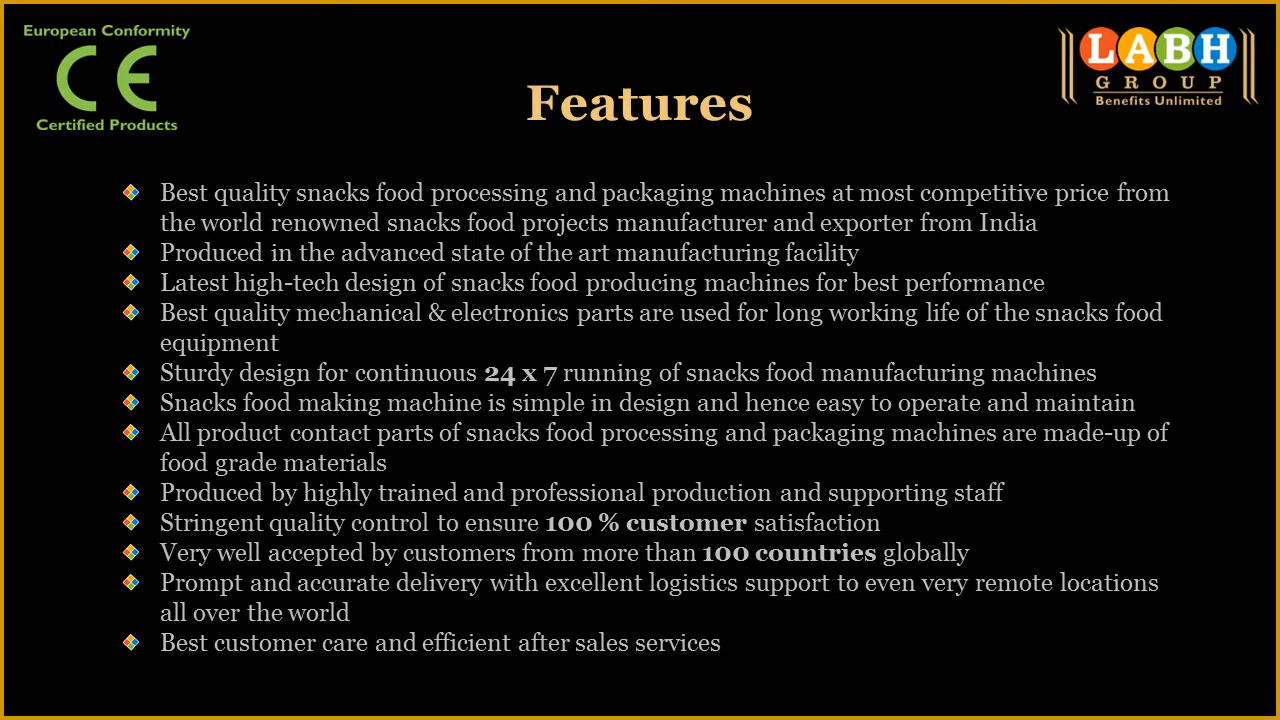 European Conformity
CE
Certified Products
LABH
GROUP
Benefits Unlimited
Features
Best quality snacks food processing and packaging machines at most competitive price from
the world renowned snacks food projects manufacturer and exporter from India
Produced in the advanced state of the art manufacturing facility
Latest high-tech design of snacks food producing machines for best performance
Best quality mechanical & electronics parts are used for long working life of the snacks food
equipment
Sturdy design for continuous 24 x 7 running of snacks food manufacturing machines
Snacks food making machine is simple in design and hence easy to operate and maintain
All product contact parts of snacks food processing and packaging machines are made-up of
food grade materials
Produced by highly trained and professional production and supporting staff
Stringent quality control to ensure 100 % customer satisfaction
Very well accepted by customers from more than 100 countries globally
Prompt and accurate delivery with excellent logistics support to even very remote locations
all over the world
Best customer care and efficient after sales services